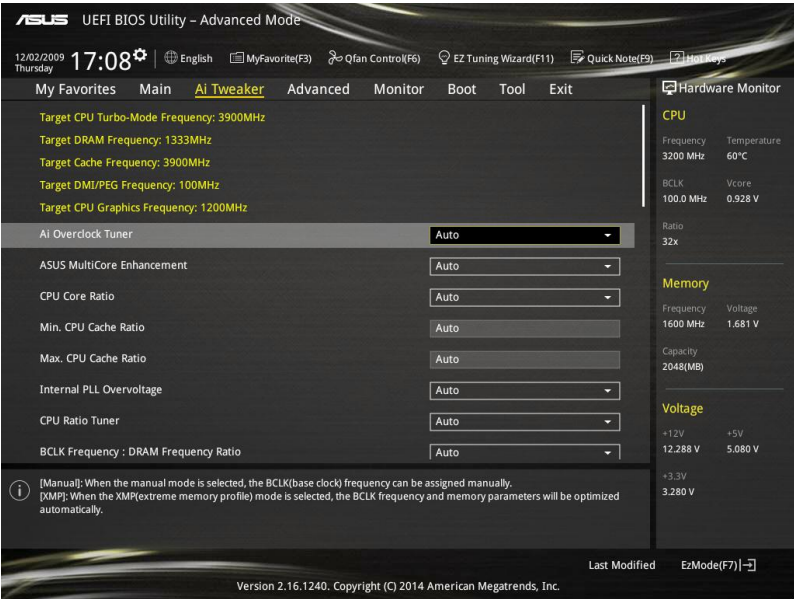 ASUS UEFI BIOS Utility – Advanced Mode
12/02/2009 Thursday 17:08 English MyFavorite(F3) Qfan Control(F6) EZ Tuning Wizard(F11) Quick Note(F9) ? Hot Keys
My Favorites Main Ai Tweaker Advanced Monitor Boot Tool Exit
Target CPU Turbo-Mode Frequency: 3900MHz
Target DRAM Frequency: 1333MHz
Target Cache Frequency: 3900MHz
Target DMI/PEG Frequency: 100MHz
Target CPU Graphics Frequency: 1200MHz
Ai Overclock Tuner Auto
ASUS MultiCore Enhancement Auto
CPU Core Ratio Auto
Min. CPU Cache Ratio Auto
Max. CPU Cache Ratio Auto
Internal PLL Overvoltage Auto
CPU Ratio Tuner Auto
BCLK Frequency : DRAM Frequency Ratio Auto
[Manual]: When the manual mode is selected, the BCLK(base clock) frequency can be assigned manually.
[XMP]: When the XMP(extreme memory profile) mode is selected, the BCLK frequency and memory parameters will be optimized
automatically.
Hardware Monitor
CPU
Frequency Temperature
3200 MHz 60°C
BCLK Vcore
100.0 MHz 0.928 V
Ratio
32x
Memory
Frequency Voltage
1600 MHz 1.681 V
Capacity
2048(MB)
Voltage
+12V +5V
12.288 V 5.080 V
+3.3V
3.280 V
Last Modified EzMode(F7)
Version 2.16.1240. Copyright (C) 2014 American Megatrends, Inc.